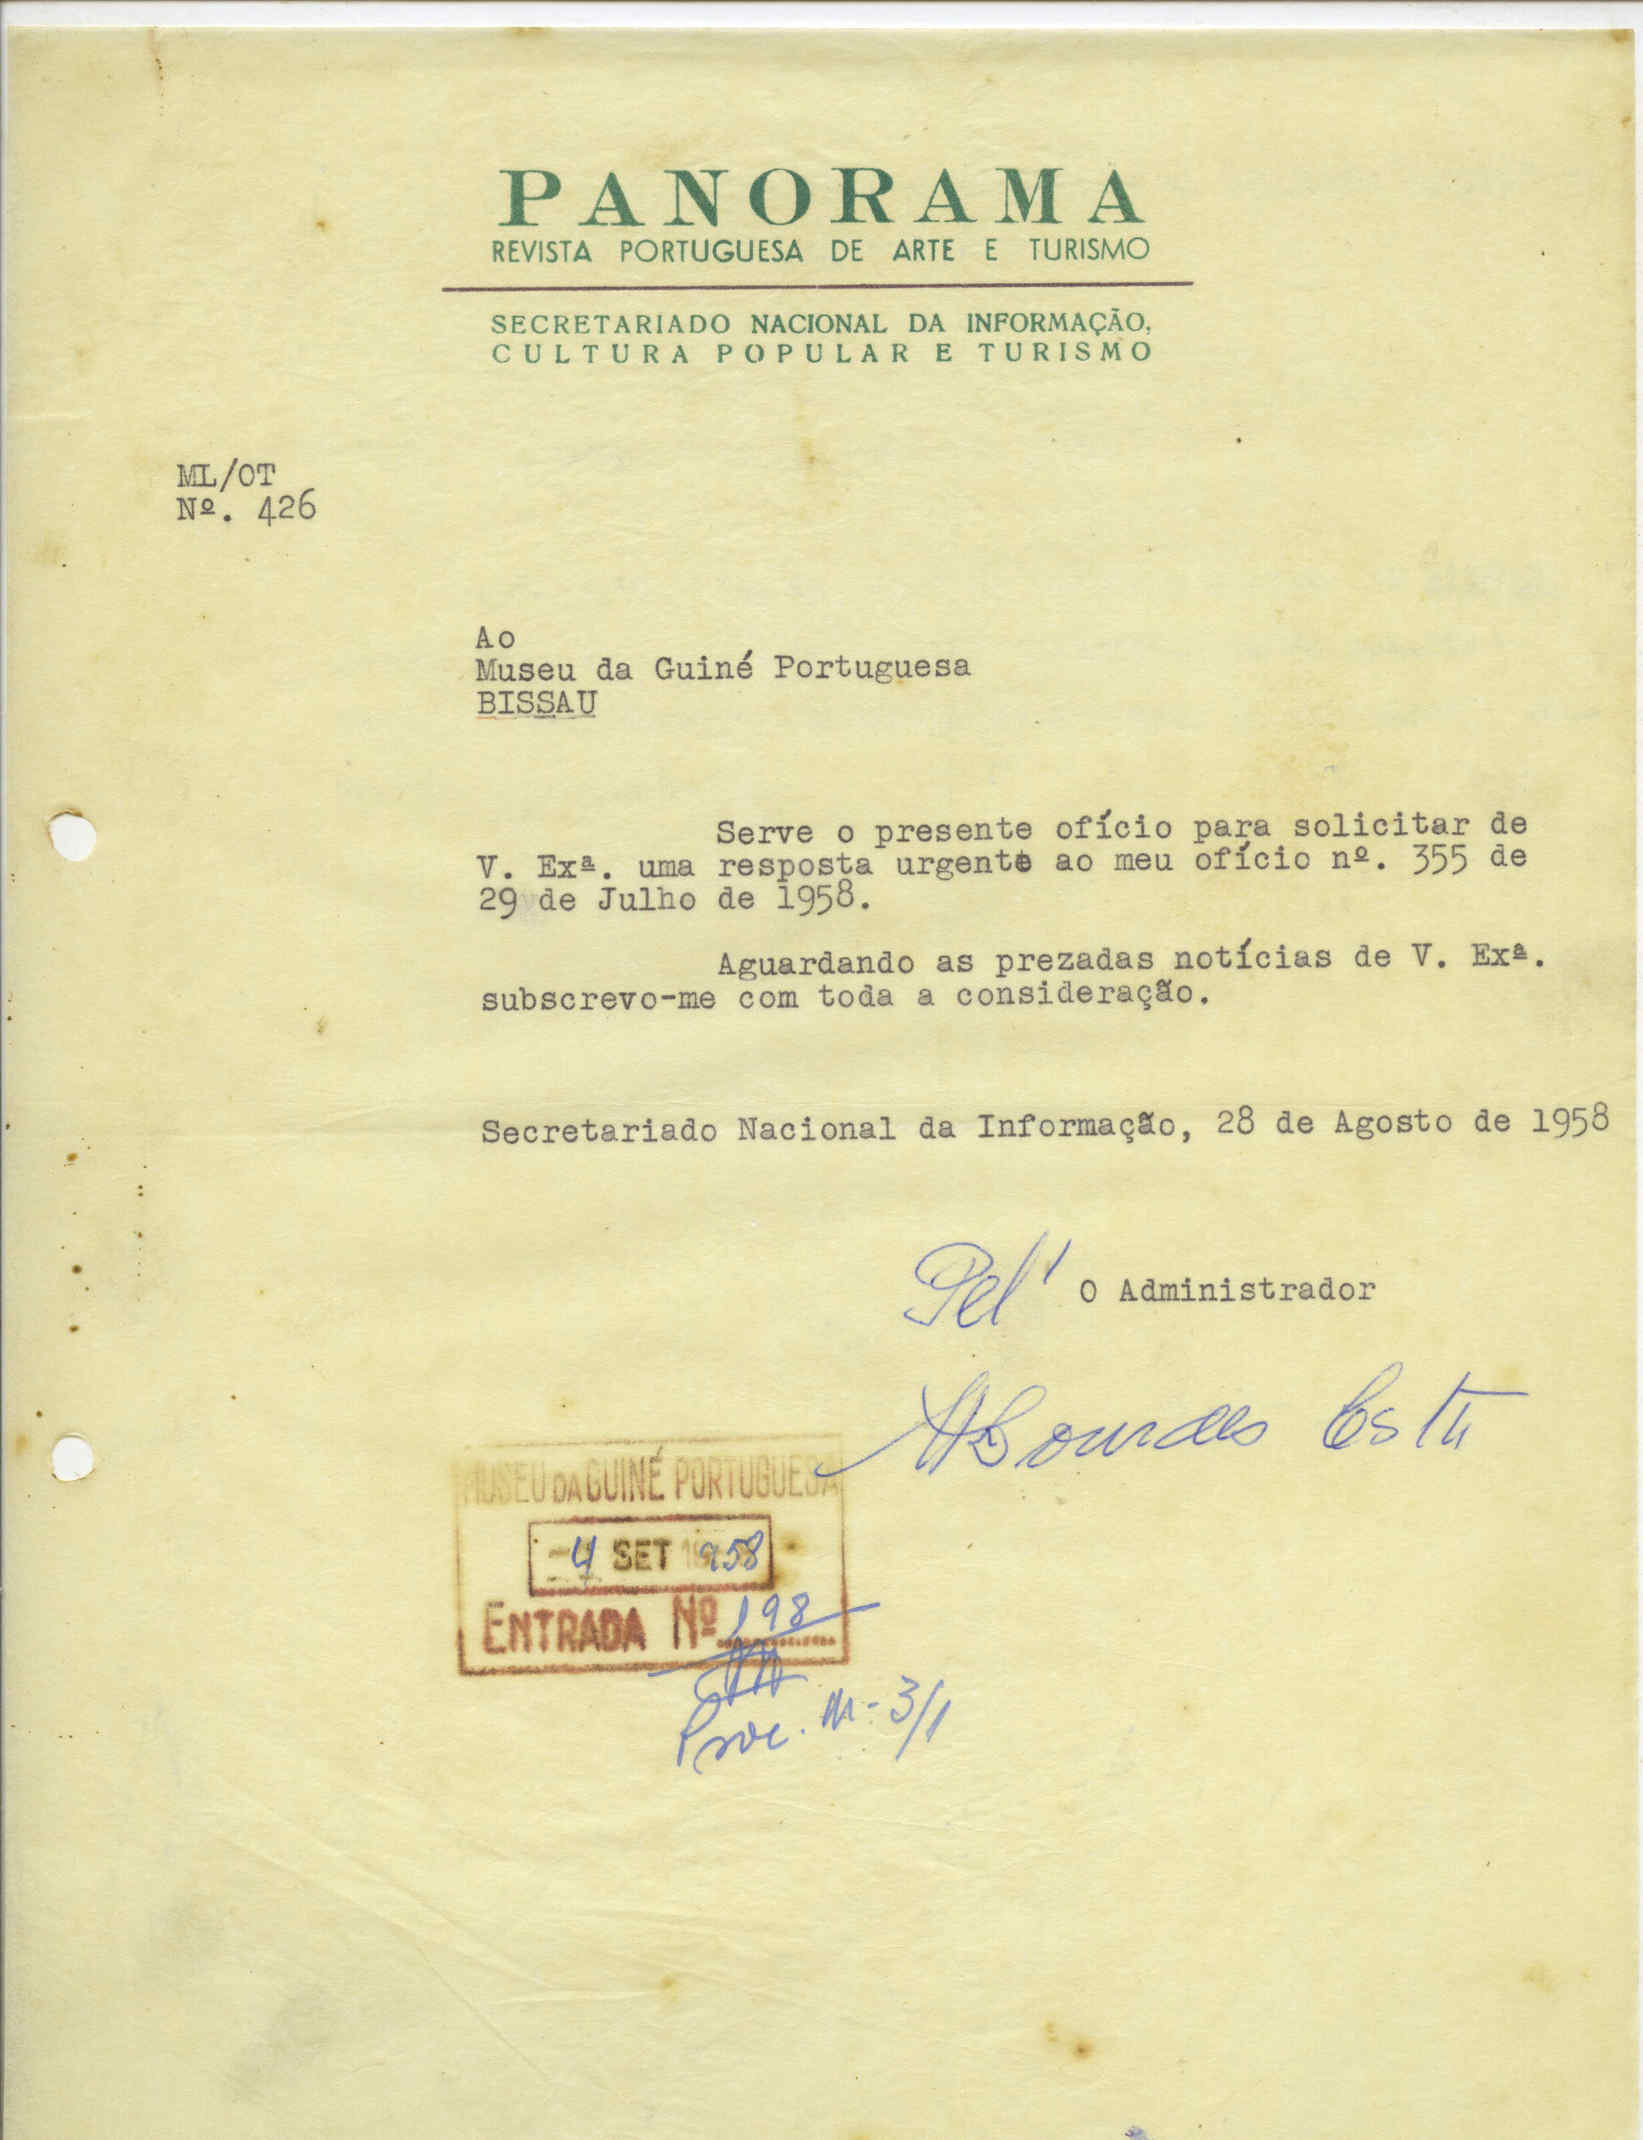 PANORAMA
REVISTA PORTUGUESA DE ARTE E TURISMO
SECRETARIADO NACIONAL DA INFORMAÇÃO,
CULTURA POPULAR E TURISMO
ML/OT
Nº. 426
Ao
Museu da Guiné Portuguesa
BISSAU
Serve o presente ofício para solicitar de
V. Exª. uma resposta urgente ao meu ofício nº. 355 de
29 de Julho de 1958.
Aguardando as prezadas notícias de V. Exª.
subscrevo-me com toda a consideração.
Secretariado Nacional da Informação, 28 de Agosto de 1958
Pel' O Administrador
Lourdes
MUSEU DA GUINÉ PORTUGUESA
-4 SET 1958
ENTRADA Nº 198
Proc. M-3/1